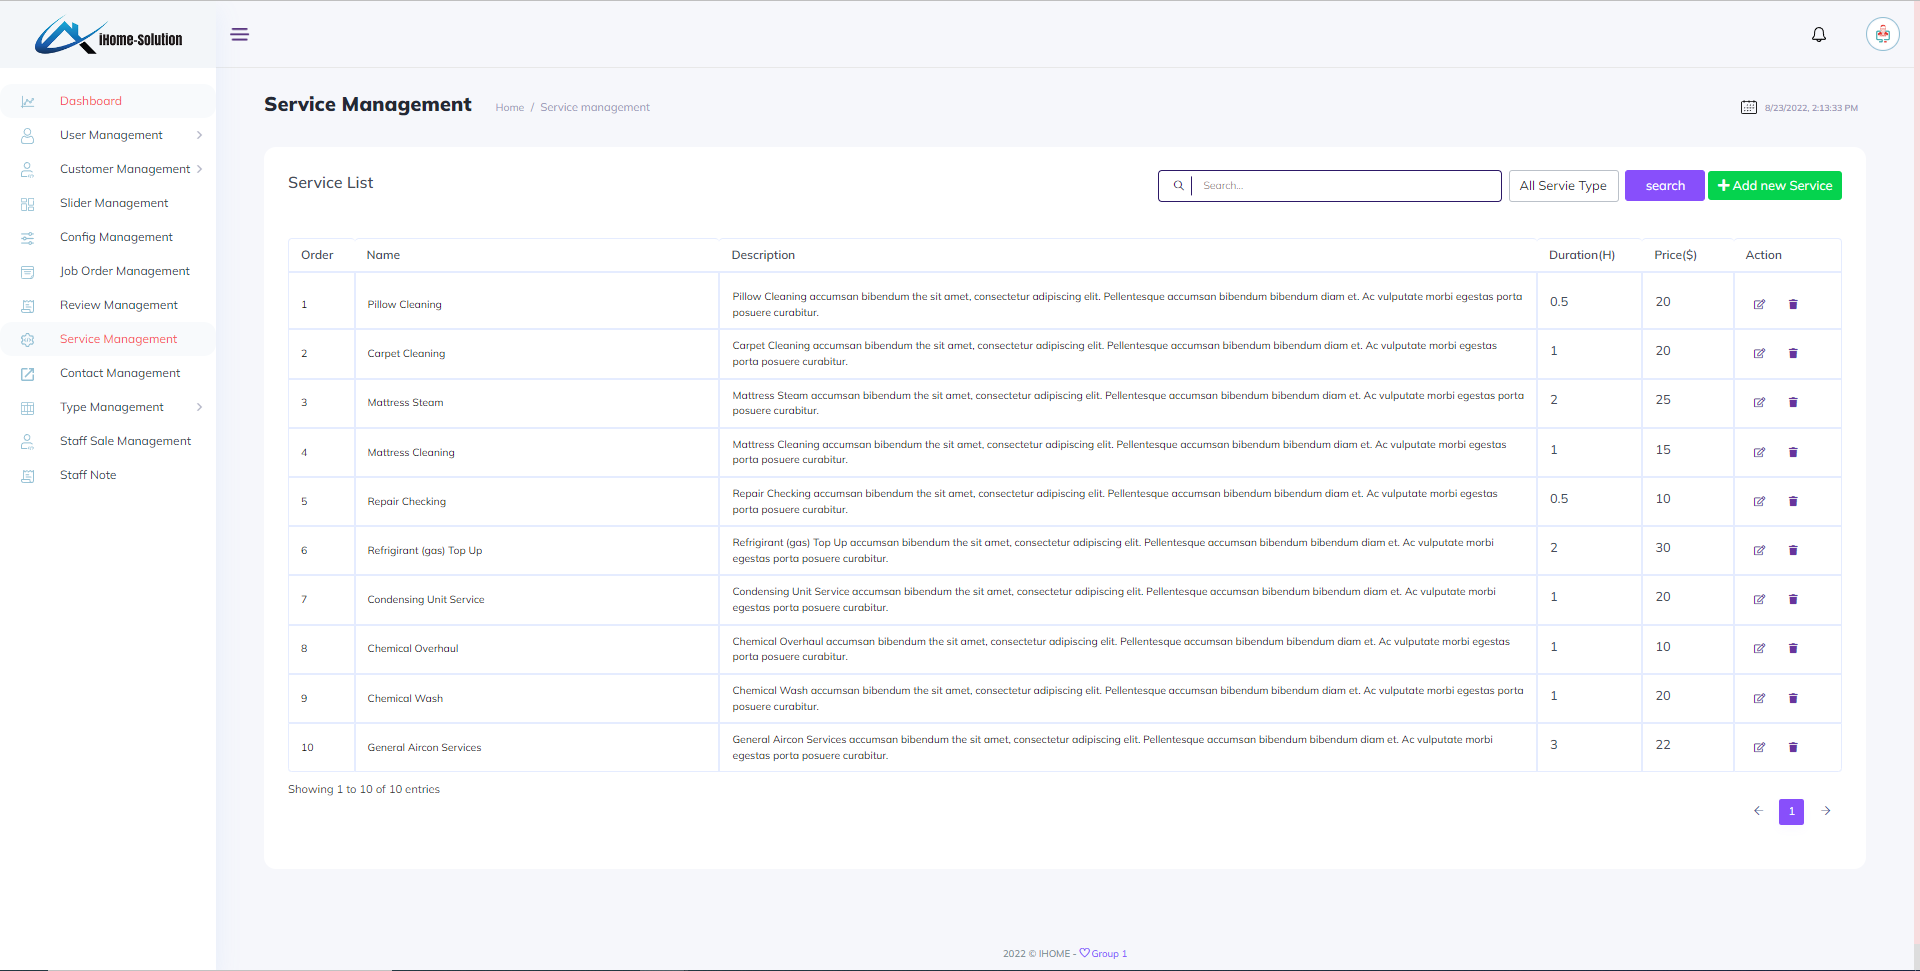 iHome-Solution
Dashboard
User Management
Customer Management
Slider Management
Config Management
Job Order Management
Review Management
Service Management
Contact Management
Type Management
Staff Sale Management
Staff Note
Service Management
Home / Service management
8/23/2022, 2:13:33 PM
Service List
Search...
All Servie Type
search
Add new Service
Order Name Description Duration(H) Price($) Action
1 Pillow Cleaning Pillow Cleaning accumsan bibendum the sit amet, consectetur adipiscing elit. Pellentesque accumsan bibendum bibendum diam et. Ac vulputate morbi egestas porta 0.5 20
posuere curabitur.
2 Carpet Cleaning Carpet Cleaning accumsan bibendum the sit amet, consectetur adipiscing elit. Pellentesque accumsan bibendum bibendum diam et. Ac vulputate morbi egestas 1 20
porta posuere curabitur.
3 Mattress Steam Mattress Steam accumsan bibendum the sit amet, consectetur adipiscing elit. Pellentesque accumsan bibendum bibendum diam et. Ac vulputate morbi egestas porta 2 25
posuere curabitur.
4 Mattress Cleaning Mattress Cleaning accumsan bibendum the sit amet, consectetur adipiscing elit. Pellentesque accumsan bibendum bibendum diam et. Ac vulputate morbi egestas 1 15
porta posuere curabitur.
5 Repair Checking Repair Checking accumsan bibendum the sit amet, consectetur adipiscing elit. Pellentesque accumsan bibendum bibendum diam et. Ac vulputate morbi egestas 0.5 10
porta posuere curabitur.
6 Refrigirant (gas) Top Up Refrigirant (gas) Top Up accumsan bibendum the sit amet, consectetur adipiscing elit. Pellentesque accumsan bibendum bibendum diam et. Ac vulputate morbi 2 30
egestas porta posuere curabitur.
7 Condensing Unit Service Condensing Unit Service accumsan bibendum the sit amet, consectetur adipiscing elit. Pellentesque accumsan bibendum bibendum diam et. Ac vulputate morbi 1 20
egestas porta posuere curabitur.
8 Chemical Overhaul Chemical Overhaul accumsan bibendum the sit amet, consectetur adipiscing elit. Pellentesque accumsan bibendum bibendum diam et. Ac vulputate morbi egestas 1 10
porta posuere curabitur.
9 Chemical Wash Chemical Wash accumsan bibendum the sit amet, consectetur adipiscing elit. Pellentesque accumsan bibendum bibendum diam et. Ac vulputate morbi egestas porta 1 20
posuere curabitur.
10 General Aircon Services General Aircon Services accumsan bibendum the sit amet, consectetur adipiscing elit. Pellentesque accumsan bibendum bibendum diam et. Ac vulputate morbi 3 22
egestas porta posuere curabitur.
Showing 1 to 10 of 10 entries
1
2022 © IHOME - Group 1